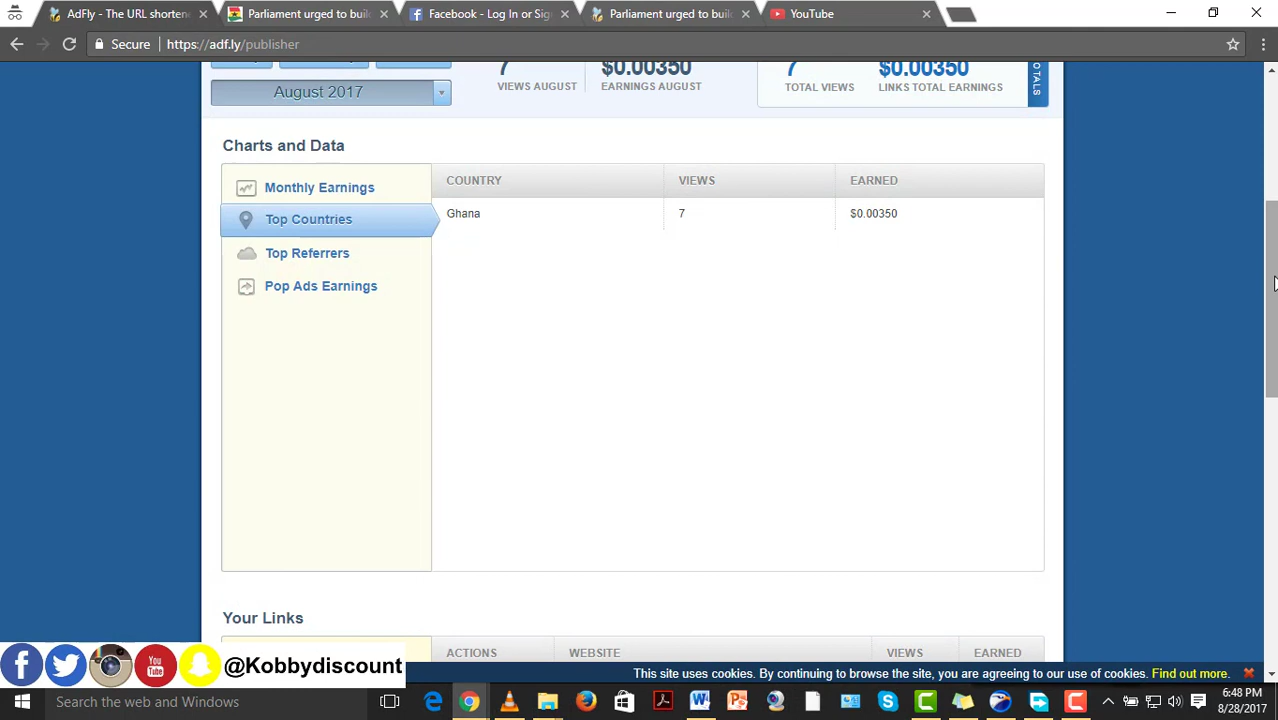 AdFly - The URL shortene
Parliament urged to buil
Facebook - Log In or Sig
Parliament urged to buil
YouTube
Secure https://adf.ly/publisher
August 2017
7
VIEWS AUGUST
$0.00350
EARNINGS AUGUST
7
TOTAL VIEWS
$0.00350
LINKS TOTAL EARNINGS
TOTALS
Charts and Data
Monthly Earnings
Top Countries
Top Referrers
Pop Ads Earnings
COUNTRY VIEWS EARNED
Ghana 7 $0.00350
Your Links
ACTIONS WEBSITE VIEWS EARNED
@Kobbydiscount
This site uses cookies. By continuing to browse the site, you are agreeing to our use of cookies. Find out more.
Search the web and Windows
6:48 PM
8/28/2017